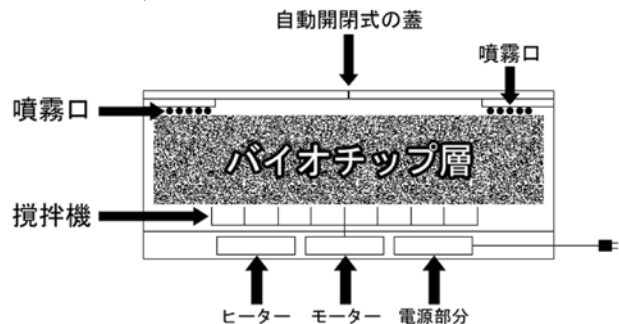 自動開閉式の蓋
噴霧口
噴霧口
バイオチップ層
撹拌機
ヒーター
モーター
電源部分